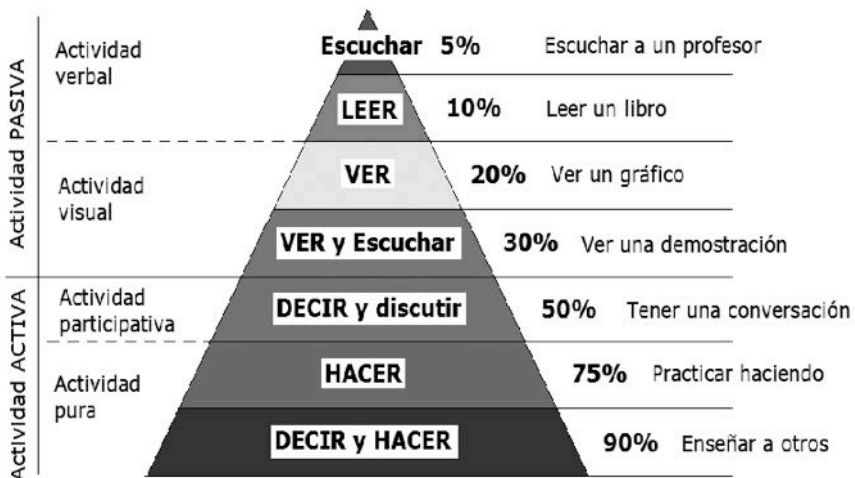 Actividad PASIVA
Actividad
verbal
Escuchar 5% Escuchar a un profesor
LEER 10% Leer un libro
Actividad
visual
VER 20% Ver un gráfico
VER y Escuchar 30% Ver una demostración
Actividad ACTIVA
Actividad
participativa
DECIR y discutir 50% Tener una conversación
Actividad
pura
HACER 75% Practicar haciendo
DECIR y HACER 90% Enseñar a otros